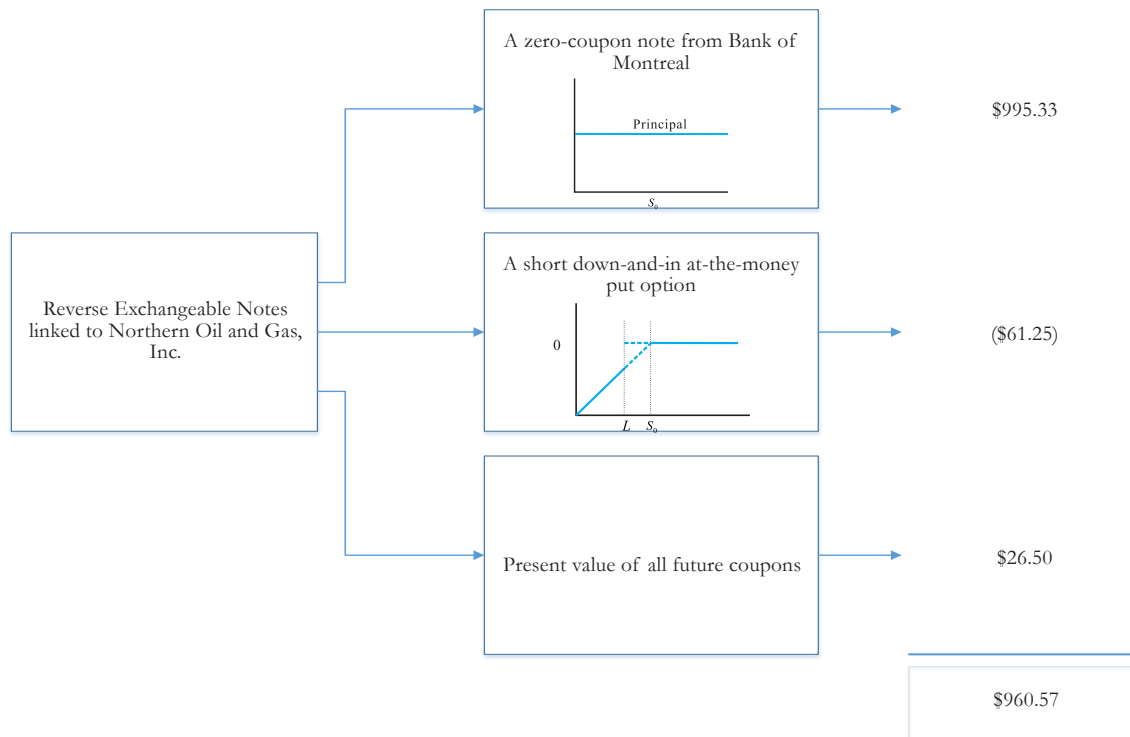 A zero-coupon note from Bank of
Montreal
Principal
S₀
$995.33
Reverse Exchangeable Notes
linked to Northern Oil and Gas,
Inc.
A short down-and-in at-the-money
put option
0
L S₀
($61.25)
Present value of all future coupons
$26.50
$960.57